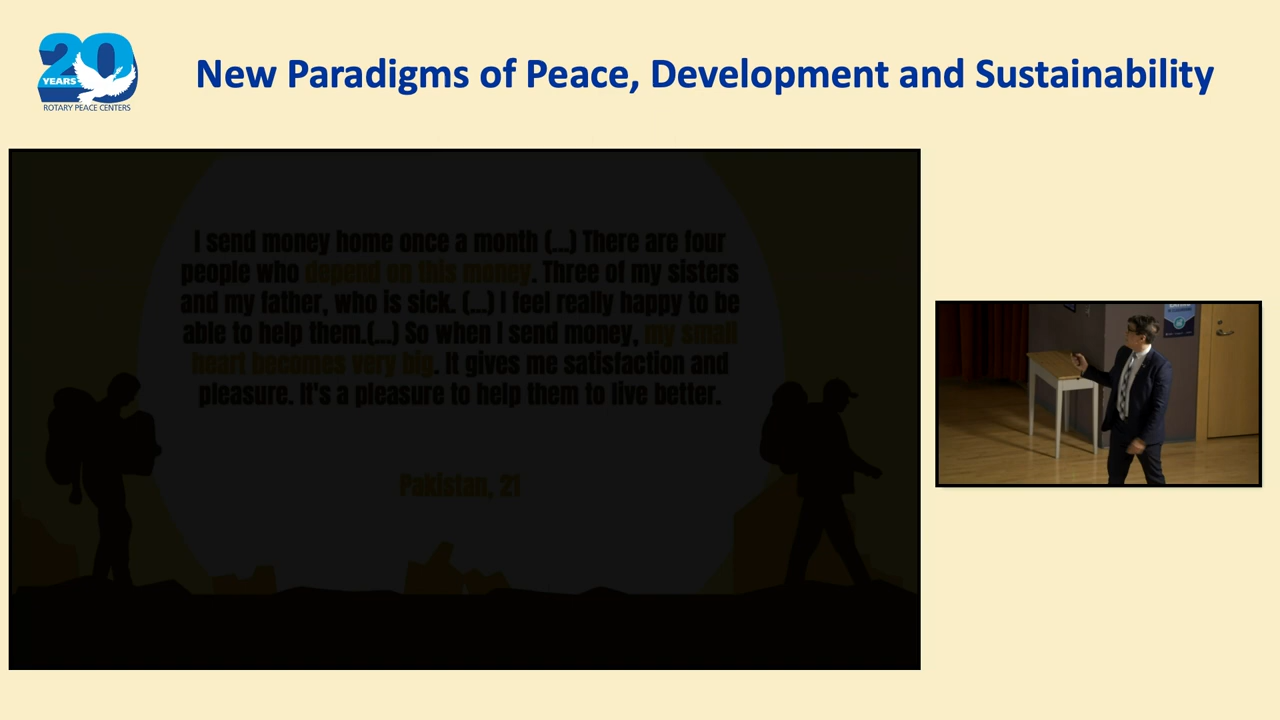 20
YEARS
ROTARY PEACE CENTERS
New Paradigms of Peace, Development and Sustainability
I send money home once a month (...) There are four
people who depend on this money. Three of my sisters
and my father, who is sick. (...) I feel really happy to be
able to help them.(...) So when I send money, my small
heart becomes very big. It gives me satisfaction and
pleasure. It's a pleasure to help them to live better.
Pakistan, 21